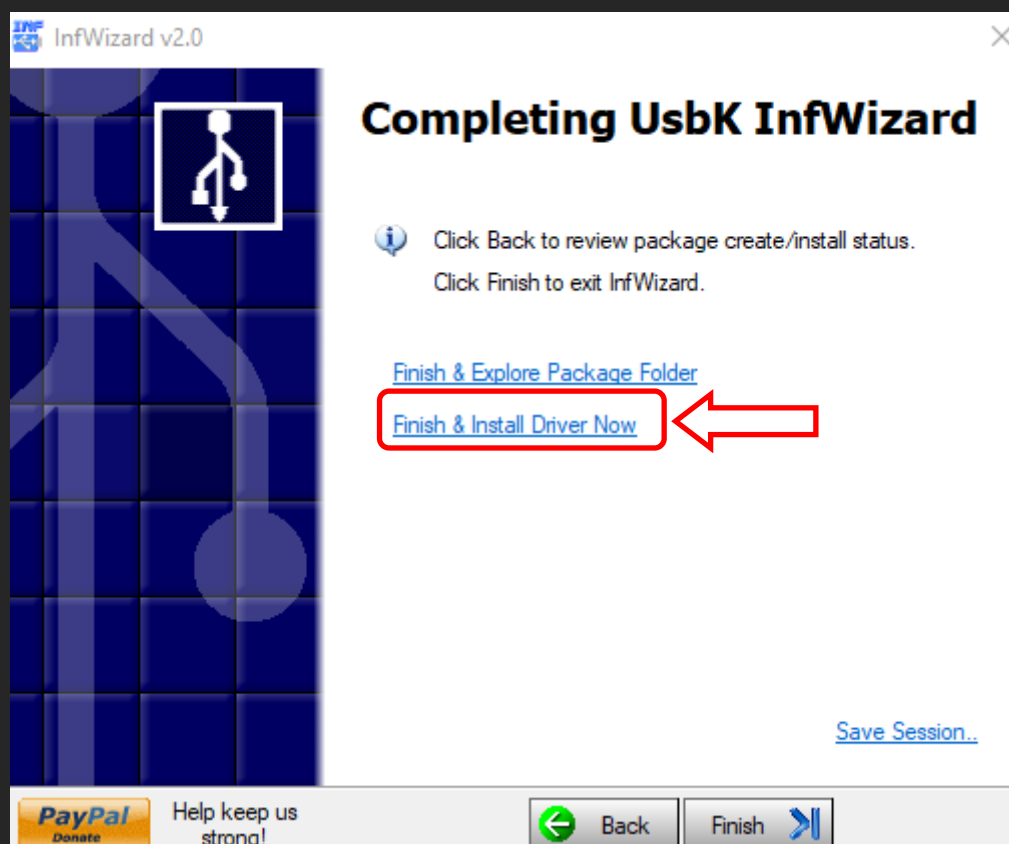 INF
InfWizard v2.0
Completing UsbK InfWizard
Click Back to review package create/install status.
Click Finish to exit InfWizard.
Finish & Explore Package Folder
Finish & Install Driver Now
Save Session..
PayPal
Donate
Help keep us
strong!
Back
Finish